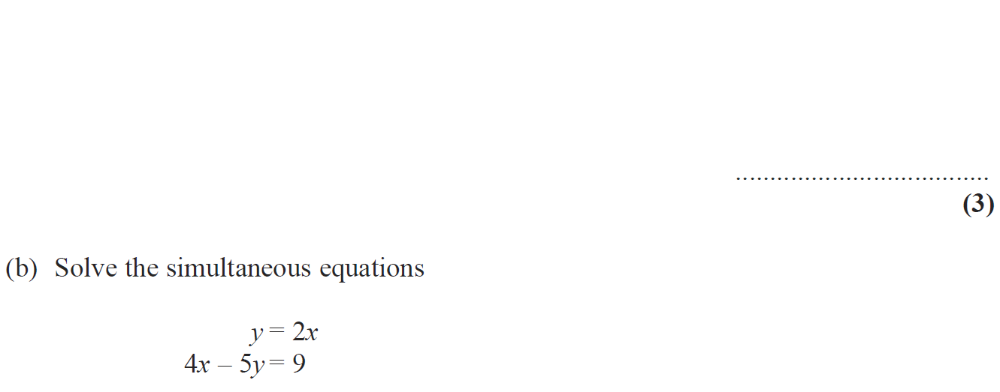 .....................................
(3)
(b) Solve the simultaneous equations
y = 2x
4x – 5y = 9